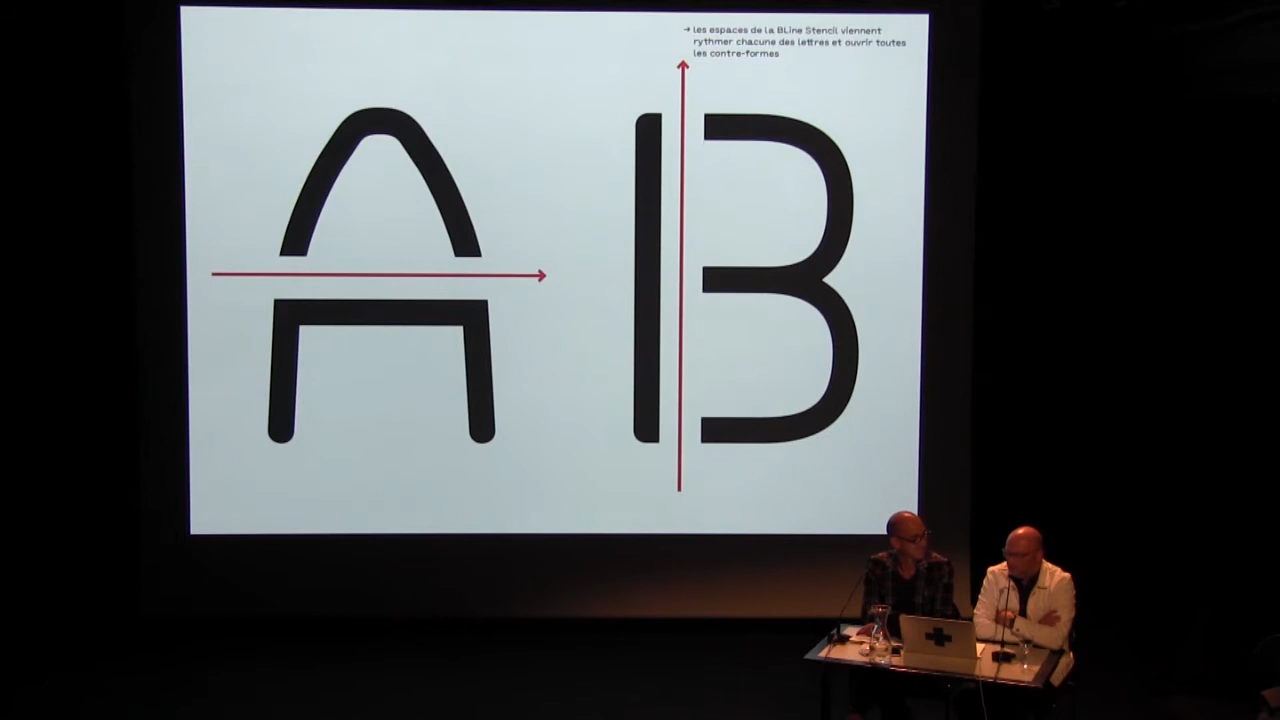 → les espaces de la BLine Stencil viennent
rythmer chacune des lettres et ouvrir toutes
les contre-formes
A B